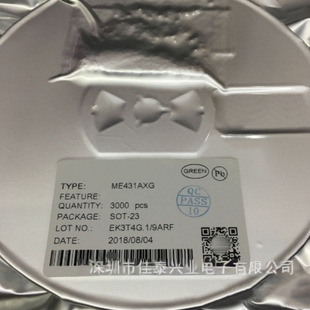 GREEN
Pb
TYPE: ME431AXG
FEATURE:
QUANTITY: 3000 pcs
PACKAGE: SOT-23
LOT NO.: EK3T4G.1/9ARF
DATE: 2018/08/04
QC
PASS
10
深圳市佳泰兴业电子有限公司